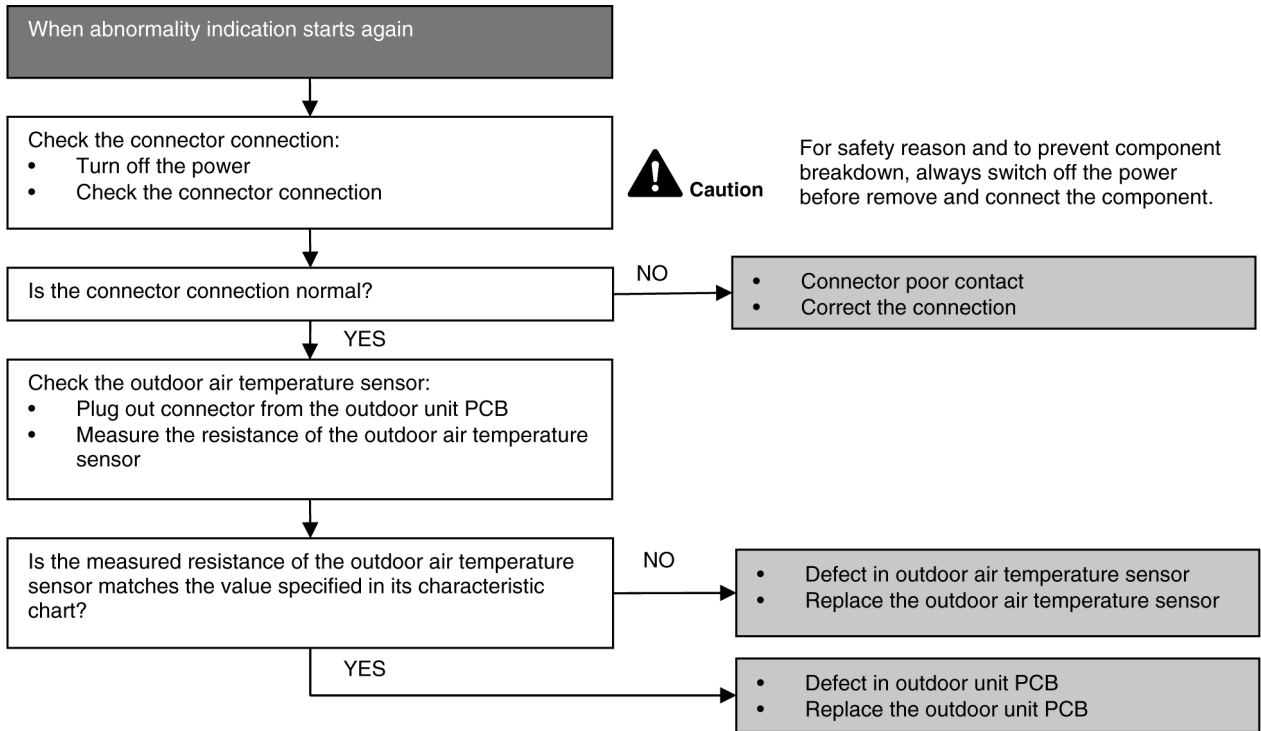 When abnormality indication starts again
Check the connector connection:
• Turn off the power
• Check the connector connection
Caution
For safety reason and to prevent component
breakdown, always switch off the power
before remove and connect the component.
Is the connector connection normal?
NO
• Connector poor contact
• Correct the connection
YES
Check the outdoor air temperature sensor:
• Plug out connector from the outdoor unit PCB
• Measure the resistance of the outdoor air temperature
sensor
Is the measured resistance of the outdoor air temperature
sensor matches the value specified in its characteristic
chart?
NO
• Defect in outdoor air temperature sensor
• Replace the outdoor air temperature sensor
YES
• Defect in outdoor unit PCB
• Replace the outdoor unit PCB